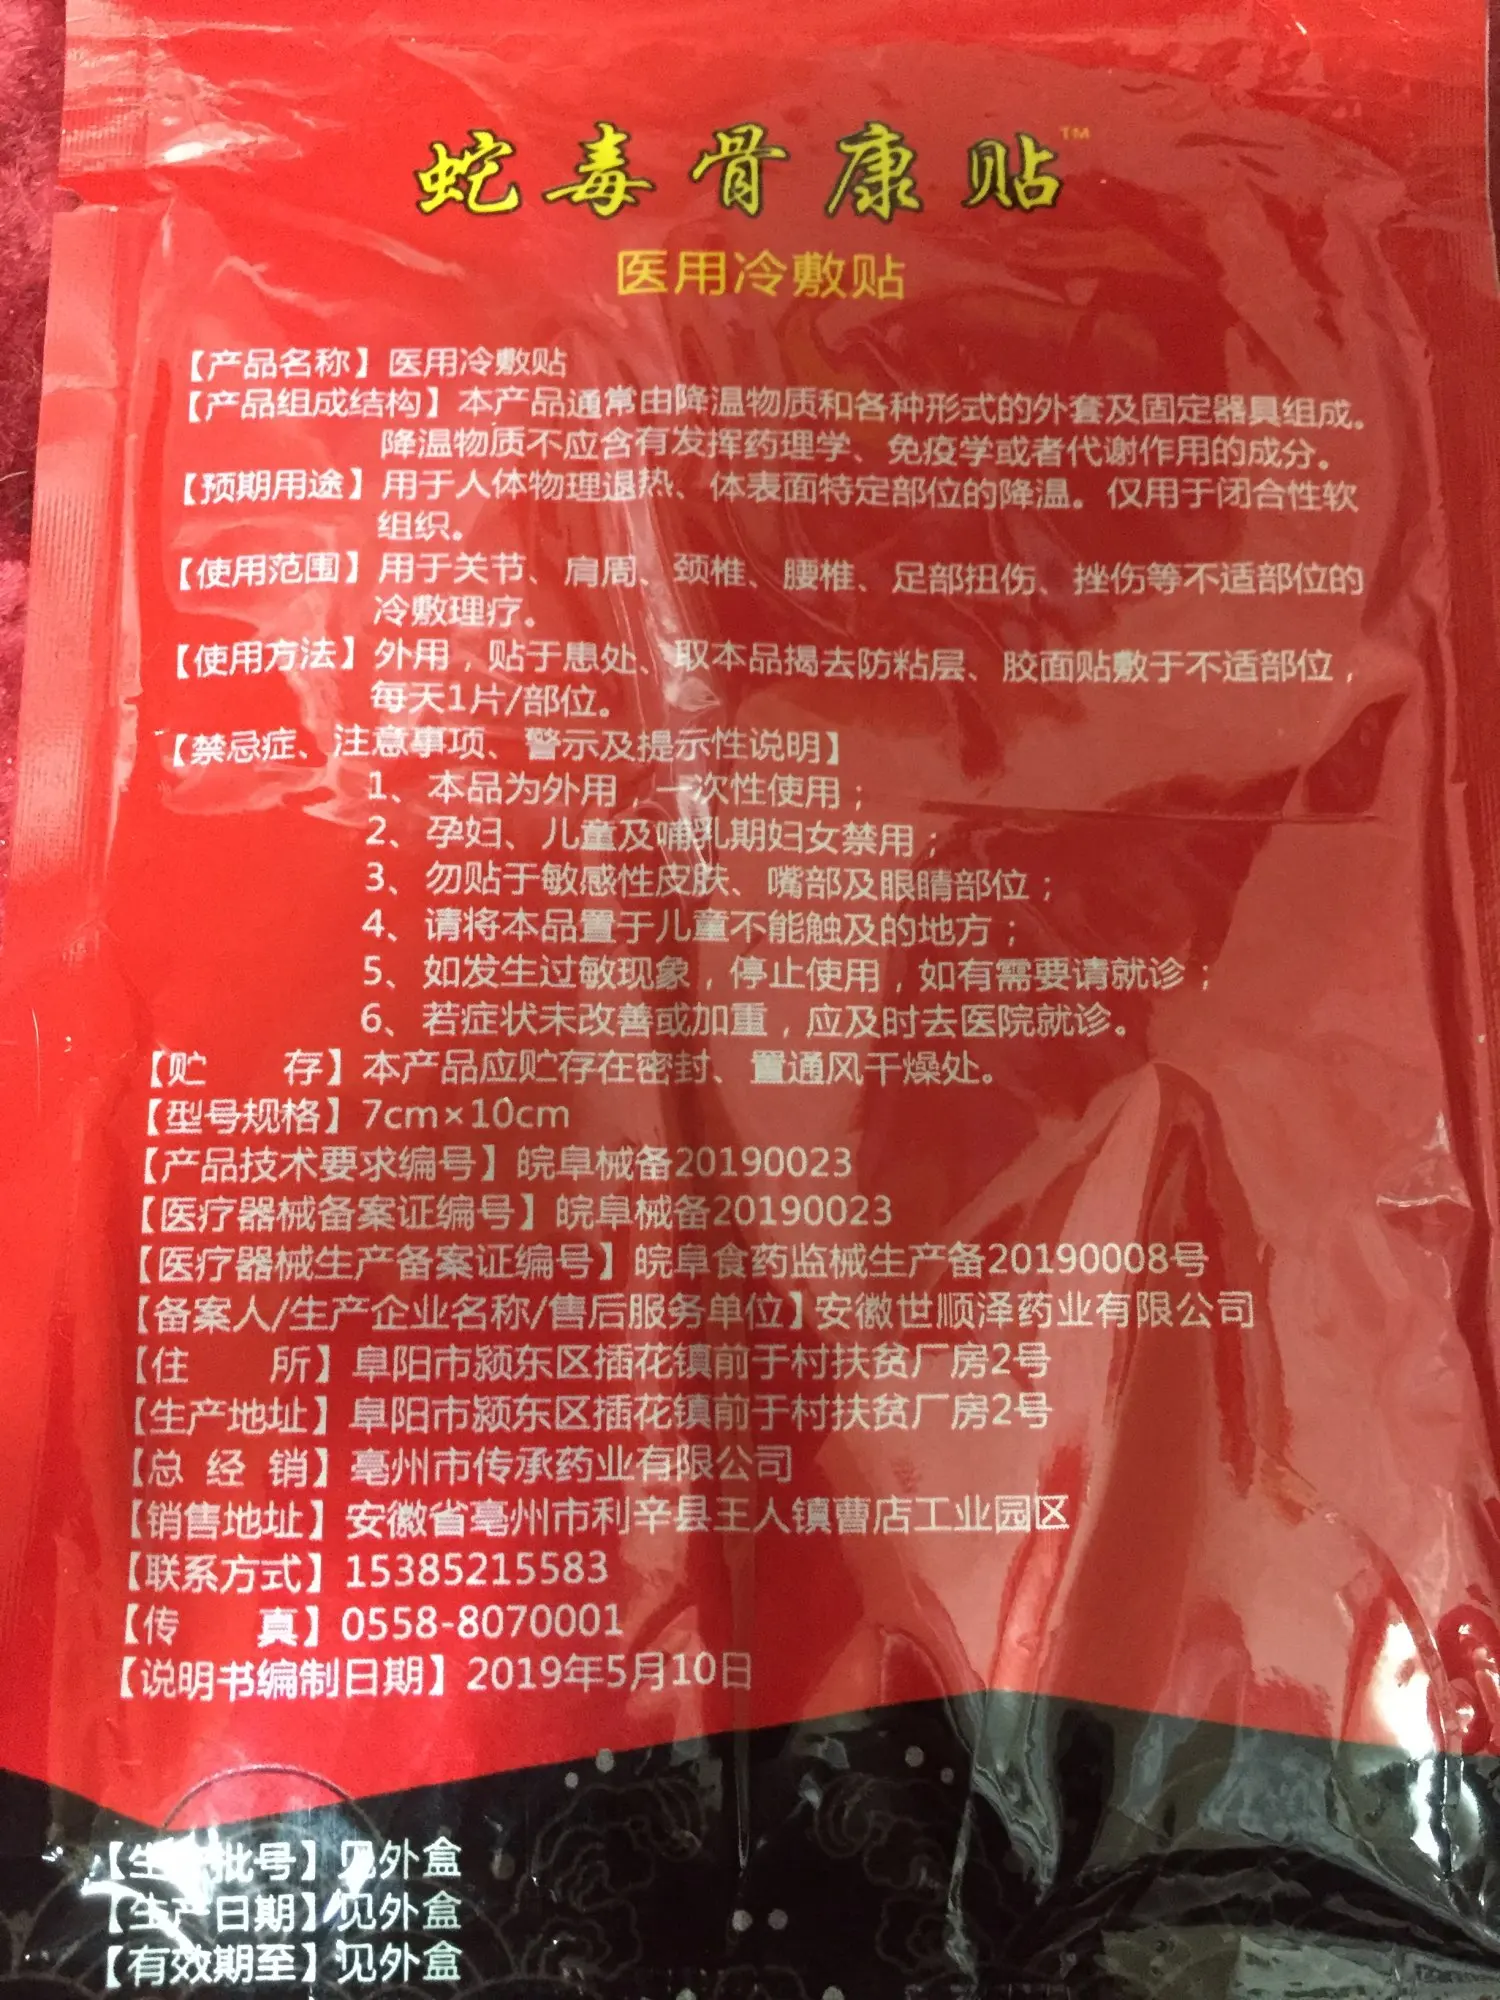 蛇毒骨康贴™
医用冷敷贴
【产品名称】医用冷敷贴
【产品组成结构】本产品通常由降温物质和各种形式的外套及固定器具组成。
降温物质不应含有发挥药理学、免疫学或者代谢作用的成分。
【预期用途】用于人体物理退热、体表面特定部位的降温。仅用于闭合性软
组织。
【使用范围】用于关节、肩周、颈椎、腰椎、足部扭伤、挫伤等不适部位的
冷敷理疗。
【使用方法】外用，贴于患处、取本品揭去防粘层、胶面贴敷于不适部位，
每天1片/部位。
【禁忌症、注意事项、警示及提示性说明】
1、本品为外用，一次性使用；
2、孕妇、儿童及哺乳期妇女禁用；
3、勿贴于敏感性皮肤、嘴部及眼睛部位；
4、请将本品置于儿童不能触及的地方；
5、如发生过敏现象，停止使用，如有需要请就诊；
6、若症状未改善或加重，应及时去医院就诊。
【贮　　存】本产品应贮存在密封、置通风干燥处。
【型号规格】7cm×10cm
【产品技术要求编号】皖阜械备20190023
【医疗器械备案证编号】皖阜械备20190023
【医疗器械生产备案证编号】皖阜食药监械生产备20190008号
【备案人/生产企业名称/售后服务单位】安徽世顺泽药业有限公司
【住　　所】阜阳市颍东区插花镇前于村扶贫厂房2号
【生产地址】阜阳市颍东区插花镇前于村扶贫厂房2号
【总 经 销】亳州市传承药业有限公司
【销售地址】安徽省亳州市利辛县王人镇曹店工业园区
【联系方式】15385215583
【传　　真】0558-8070001
【说明书编制日期】2019年5月10日
【生产批号】见外盒
【生产日期】见外盒
【有效期至】见外盒